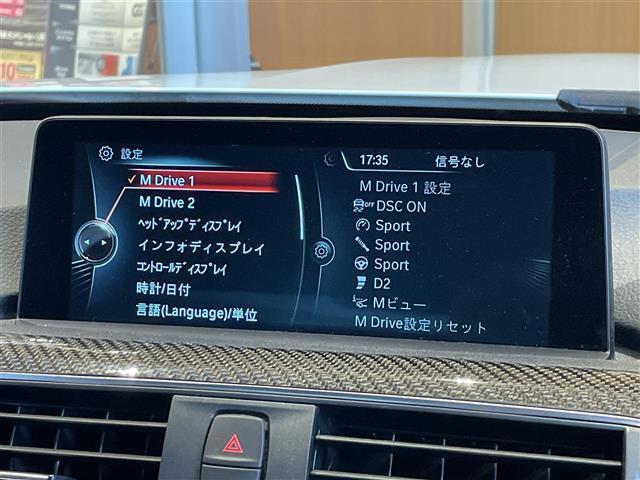 設定
M Drive 1
M Drive 2
ﾍｯﾄﾞｱｯﾌﾟﾃﾞｨｽﾌﾟﾚｲ
インフォディスプレイ
ｺﾝﾄﾛｰﾙﾃﾞｨｽﾌﾟﾚｲ
時計/日付
言語(Language)/単位
17:35 信号なし
M Drive 1 設定
OFF DSC ON
Sport
Sport
Sport
D2
Mビュー
M Drive設定リセット
10